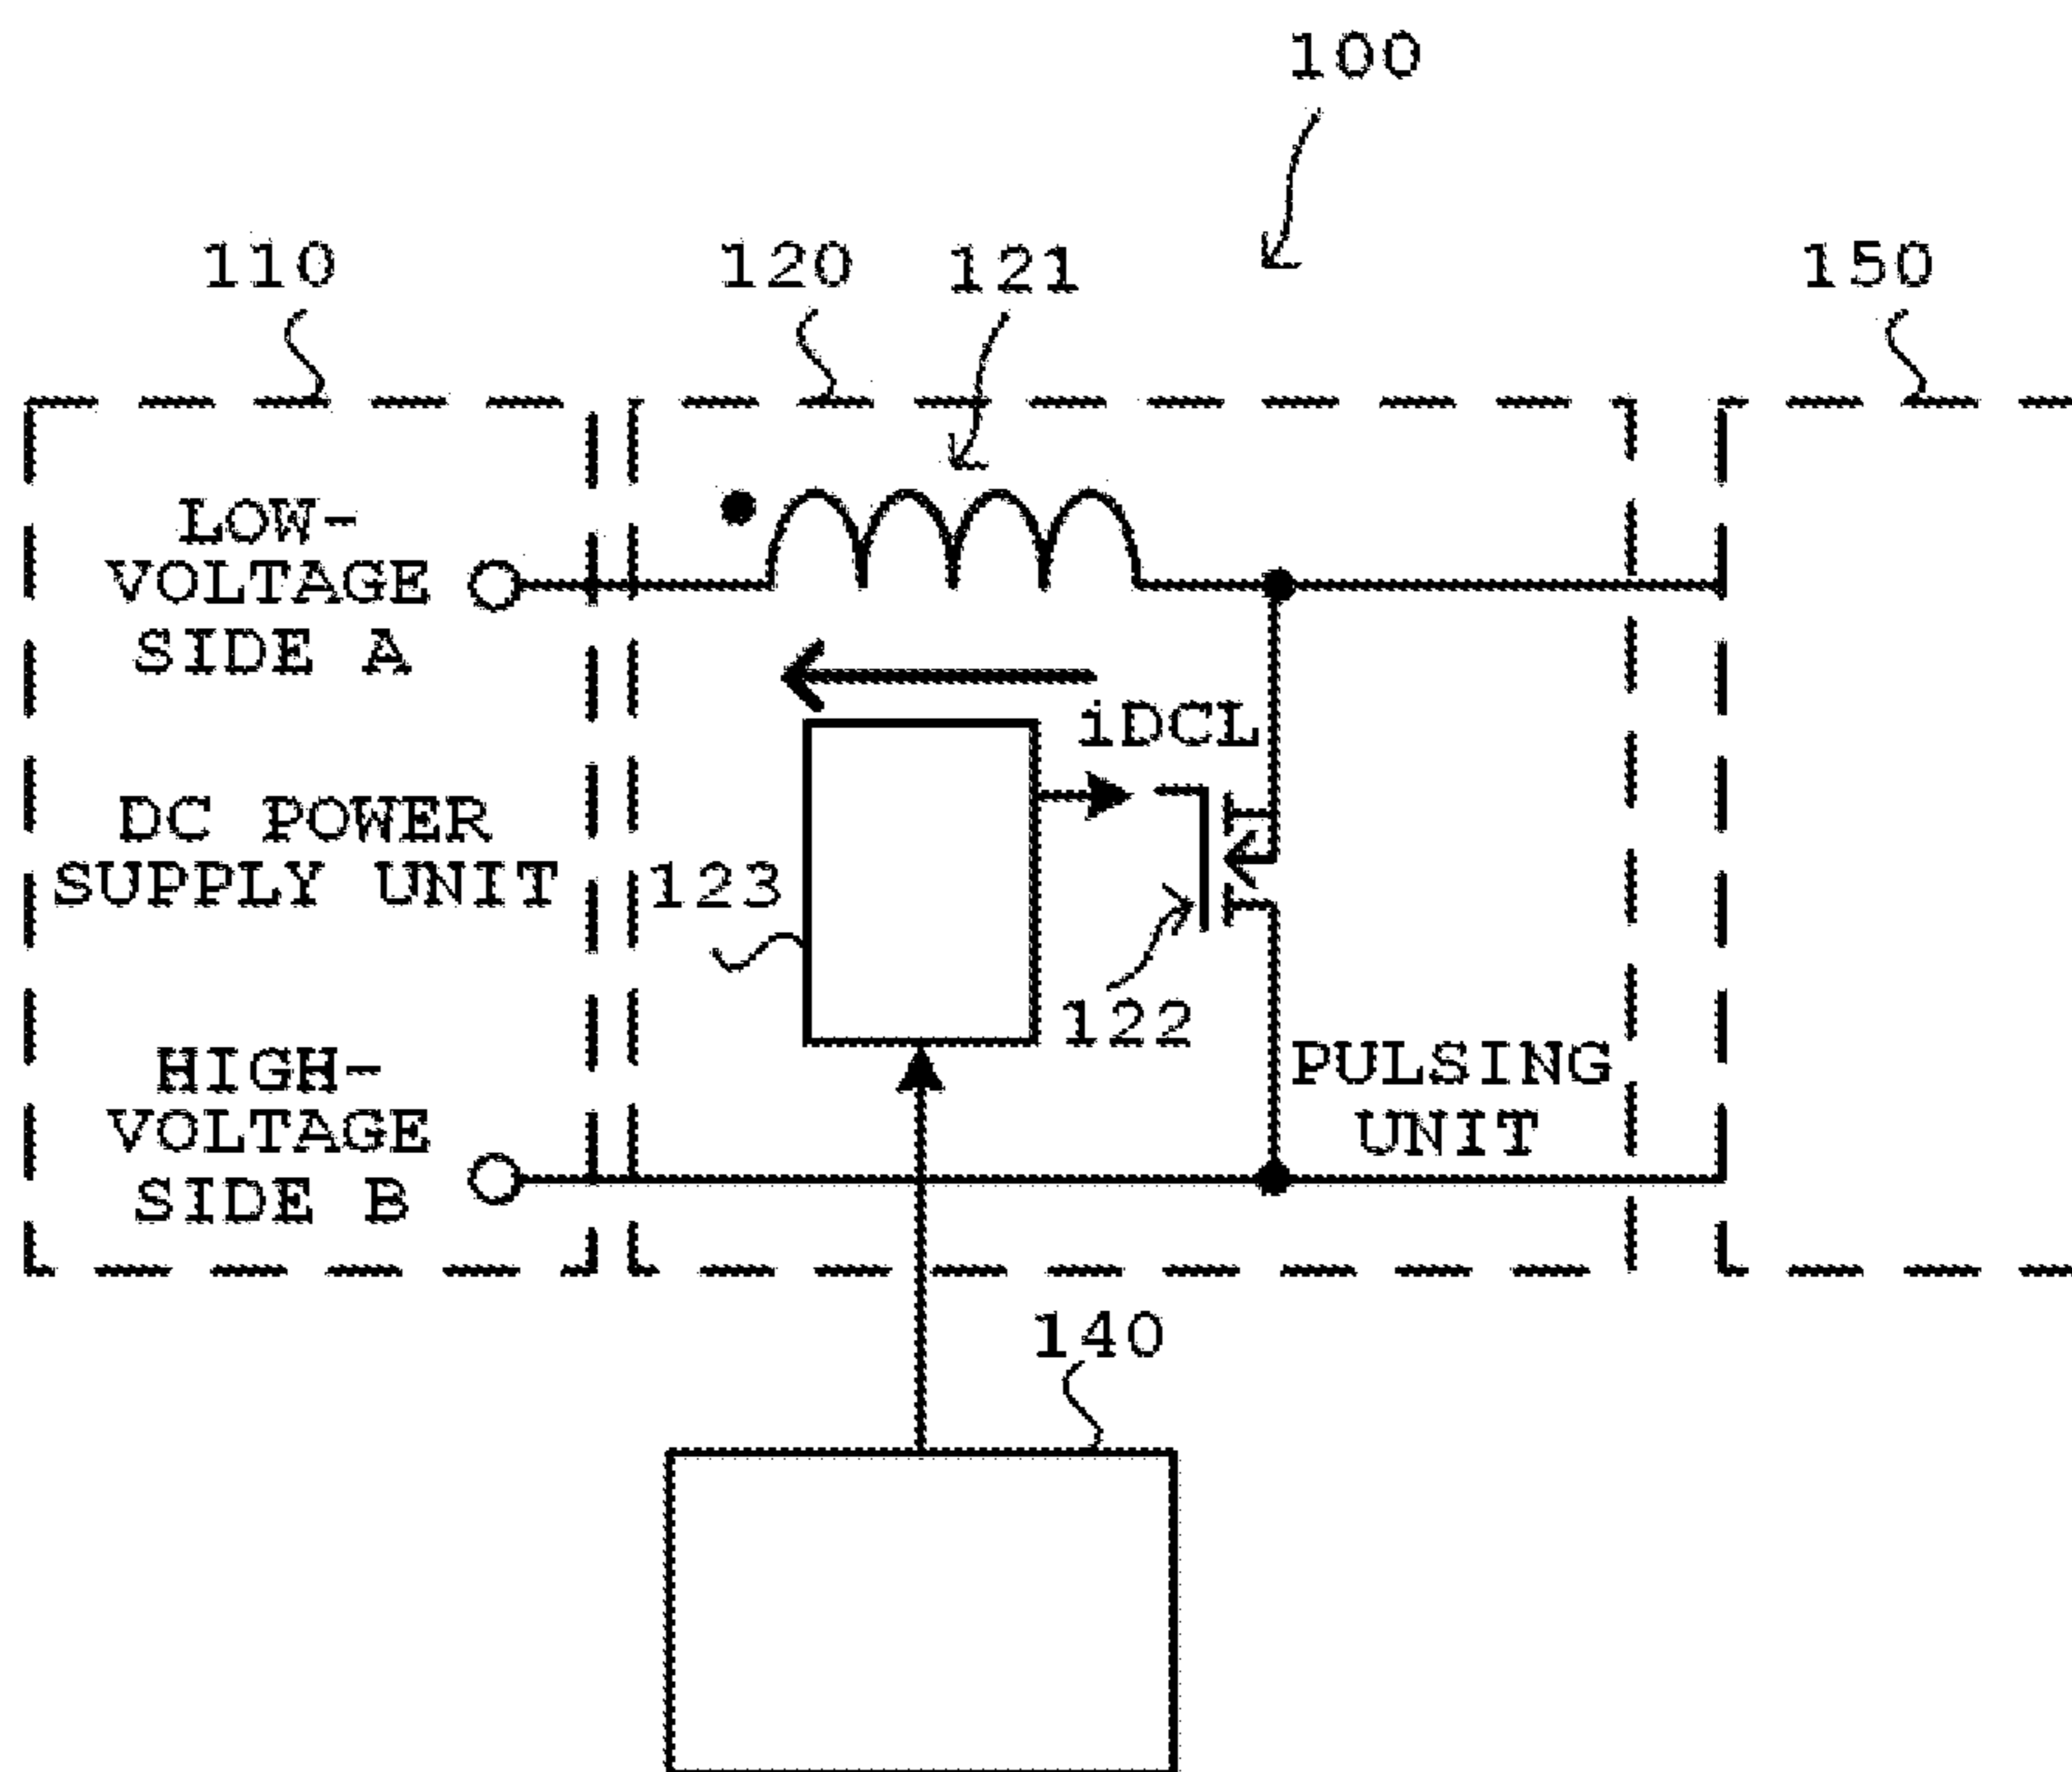 100
110
120
121
150
LOW-
VOLTAGE
SIDE A
iDCL
DC POWER
SUPPLY UNIT
123
122
HIGH-
VOLTAGE
SIDE B
PULSING
UNIT
140